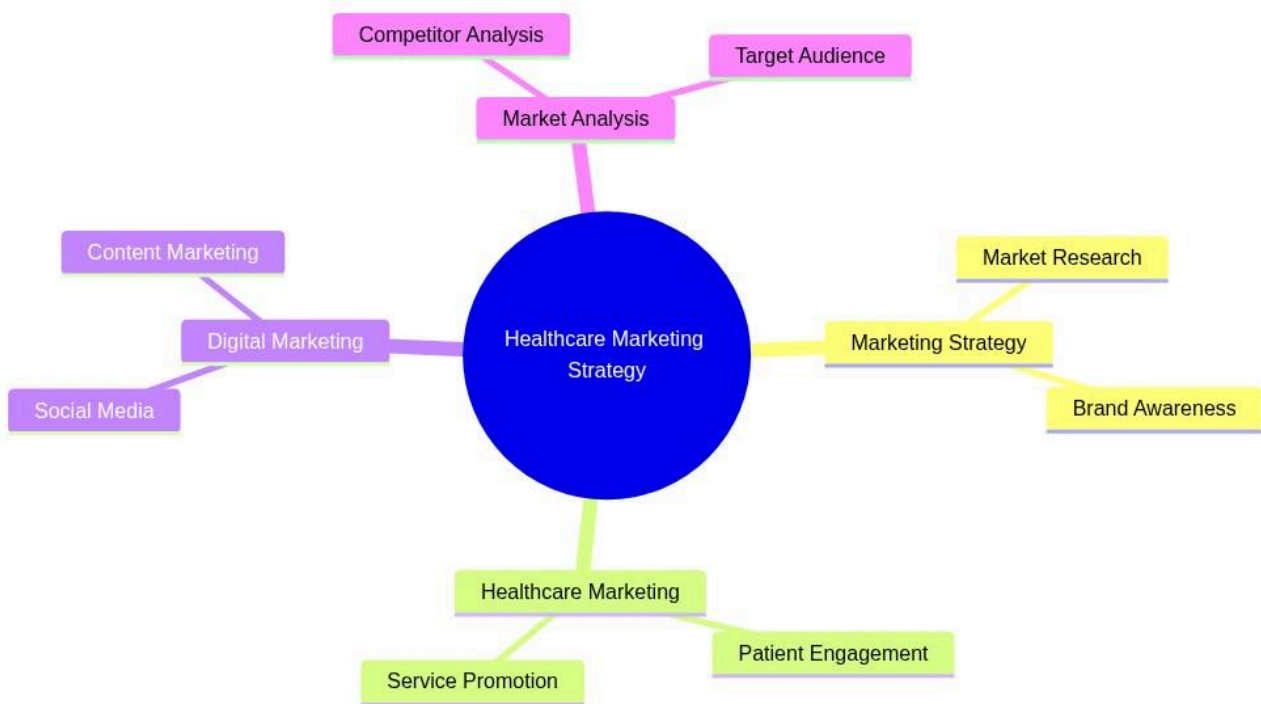 Competitor Analysis
Target Audience
Market Analysis
Content Marketing
Market Research
Digital Marketing
Healthcare Marketing
Strategy
Marketing Strategy
Social Media
Brand Awareness
Healthcare Marketing
Patient Engagement
Service Promotion